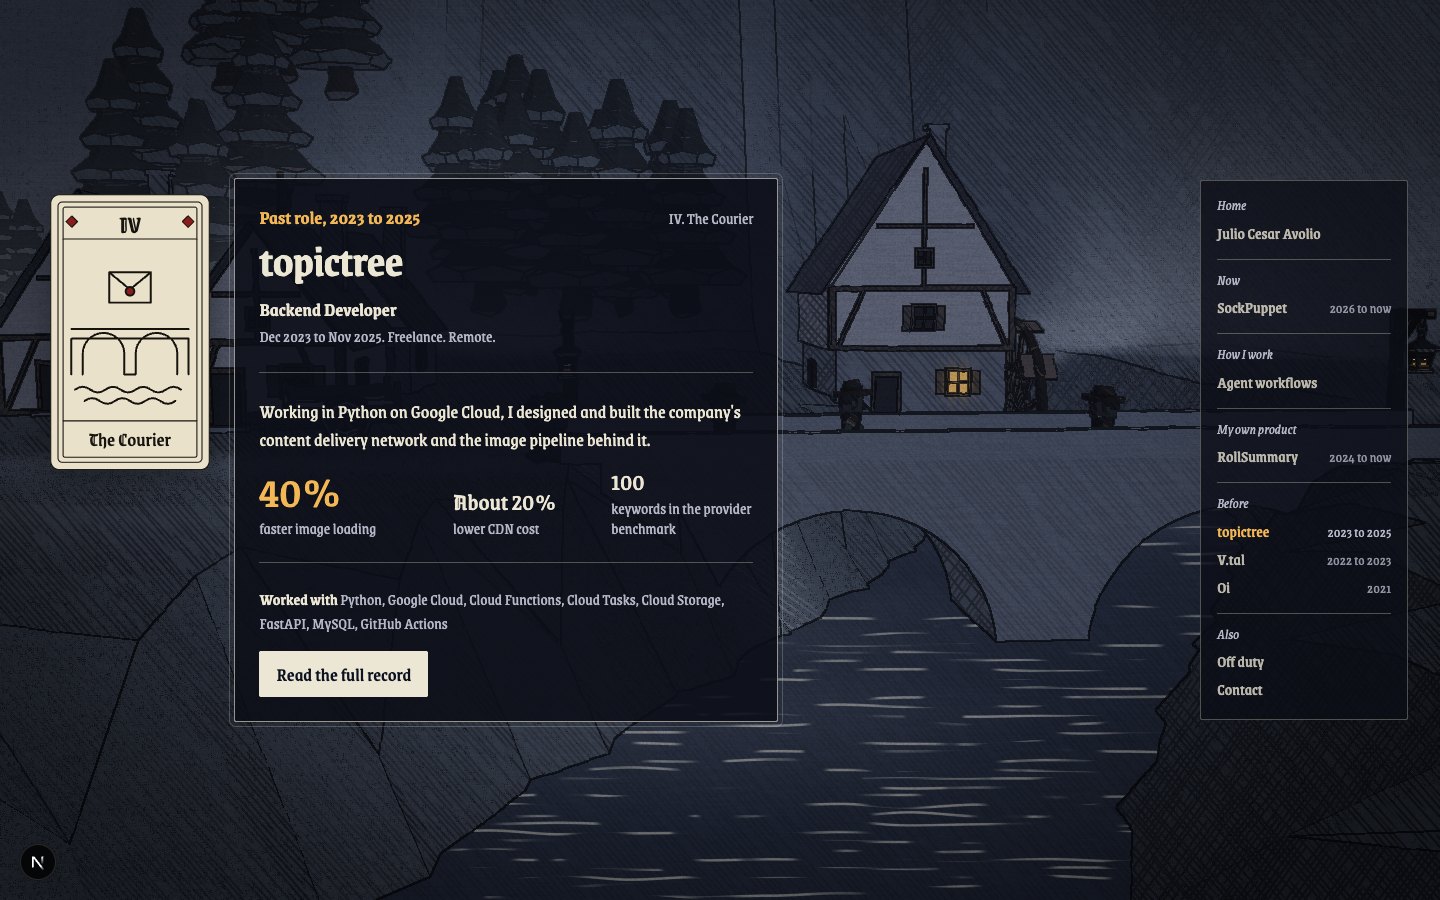 IV
The Courier
Past role, 2023 to 2025
IV. The Courier
topictree
Backend Developer
Dec 2023 to Nov 2025. Freelance. Remote.
Working in Python on Google Cloud, I designed and built the company's
content delivery network and the image pipeline behind it.
40%
faster image loading
About 20%
lower CDN cost
100
keywords in the provider
benchmark
Worked with Python, Google Cloud, Cloud Functions, Cloud Tasks, Cloud Storage,
FastAPI, MySQL, GitHub Actions
Read the full record
Home
Julio Cesar Avolio
Now
SockPuppet 2026 to now
How I work
Agent workflows
My own product
RollSummary 2024 to now
Before
topictree 2023 to 2025
V.tal 2022 to 2023
Oi 2021
Also
Off duty
Contact
N